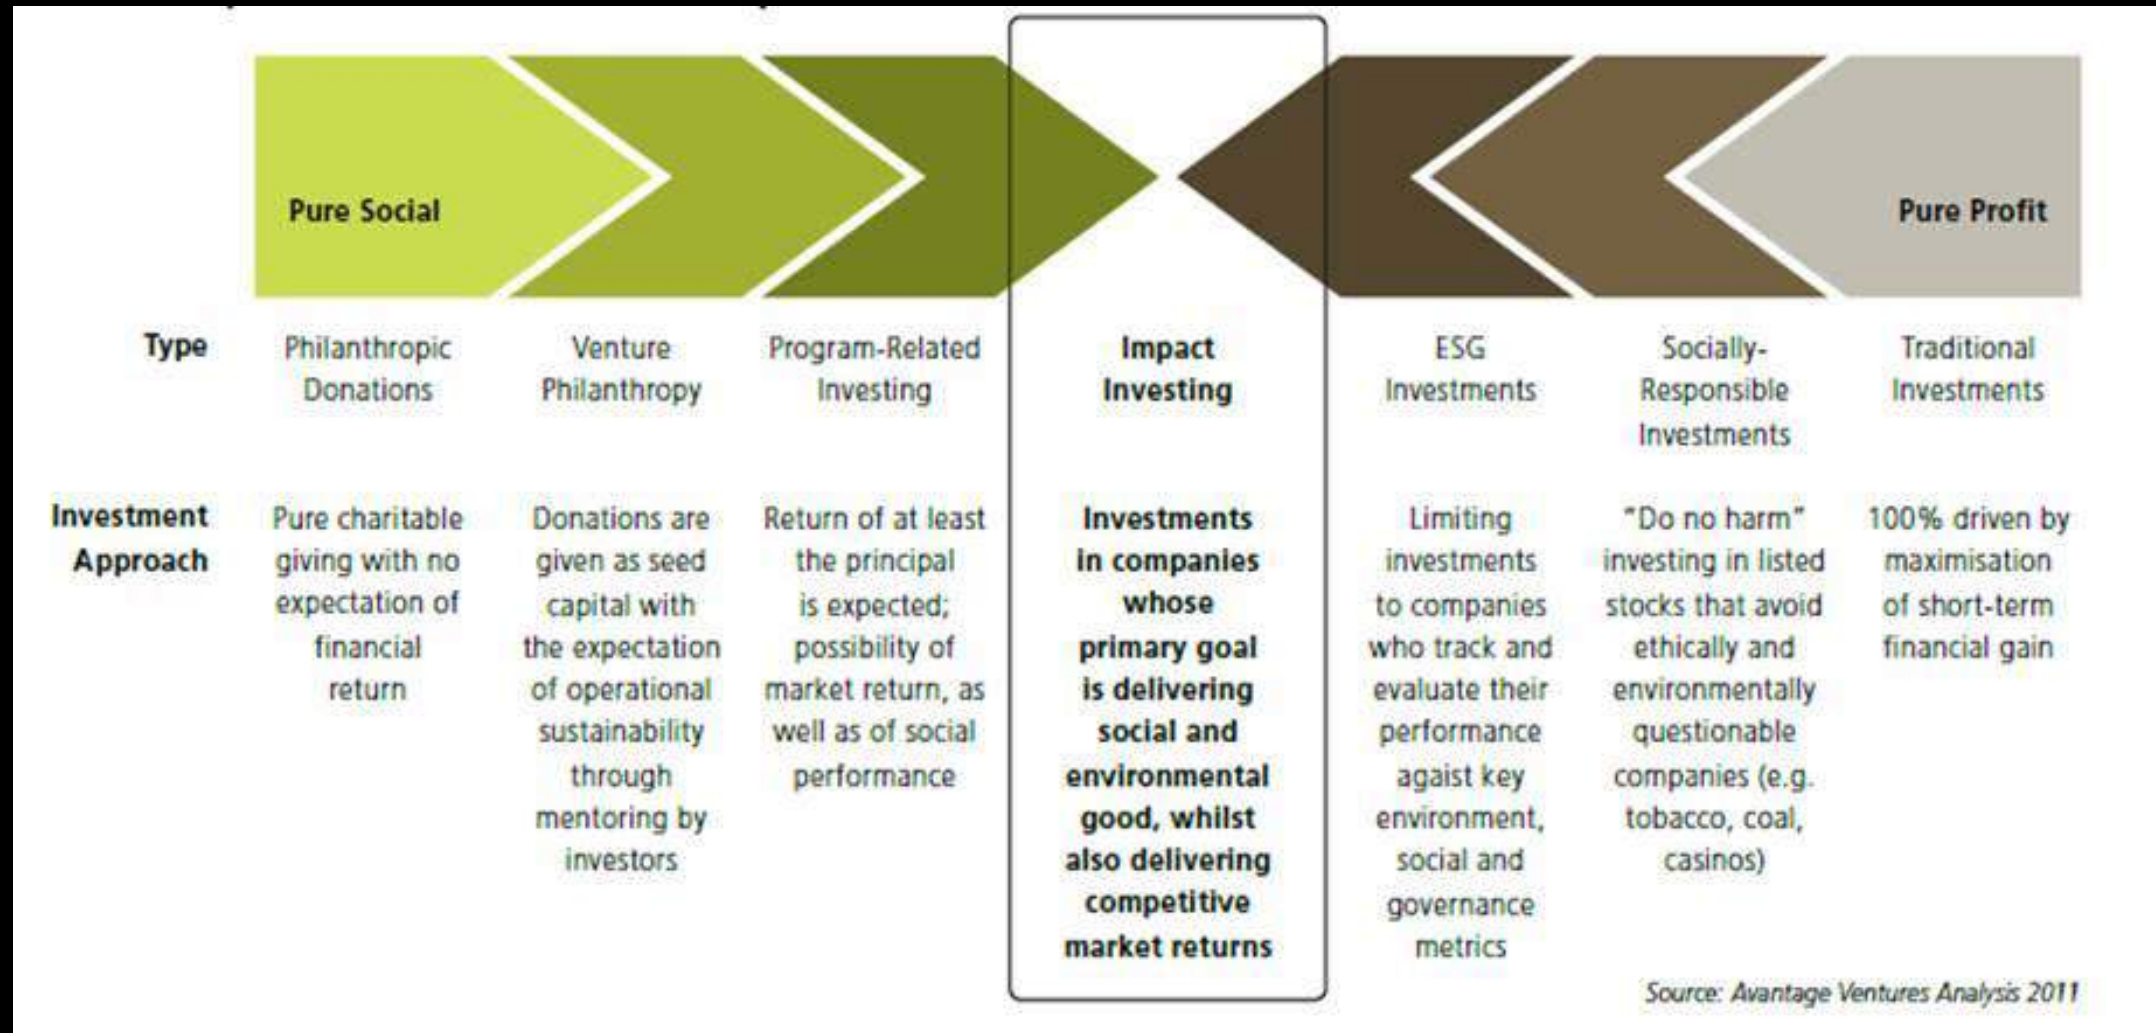 Pure Social
Pure Profit
Type
Philanthropic
Donations
Venture
Philanthropy
Program-Related
Investing
Impact
Investing
ESG
Investments
Socially-
Responsible
Investments
Traditional
Investments
Investment
Approach
Pure charitable
giving with no
expectation of
financial
return
Donations are
given as seed
capital with
the expectation
of operational
sustainability
through
mentoring by
investors
Return of at least
the principal
is expected;
possibility of
market return, as
well as of social
performance
Investments
in companies
whose
primary goal
is delivering
social and
environmental
good, whilst
also delivering
competitive
market returns
Limiting
investments
to companies
who track and
evaluate their
performance
agaist key
environment,
social and
governance
metrics
"Do no harm"
investing in listed
stocks that avoid
ethically and
environmentally
questionable
companies (e.g.
tobacco, coal,
casinos)
100% driven by
maximisation
of short-term
financial gain
Source: Avantage Ventures Analysis 2011